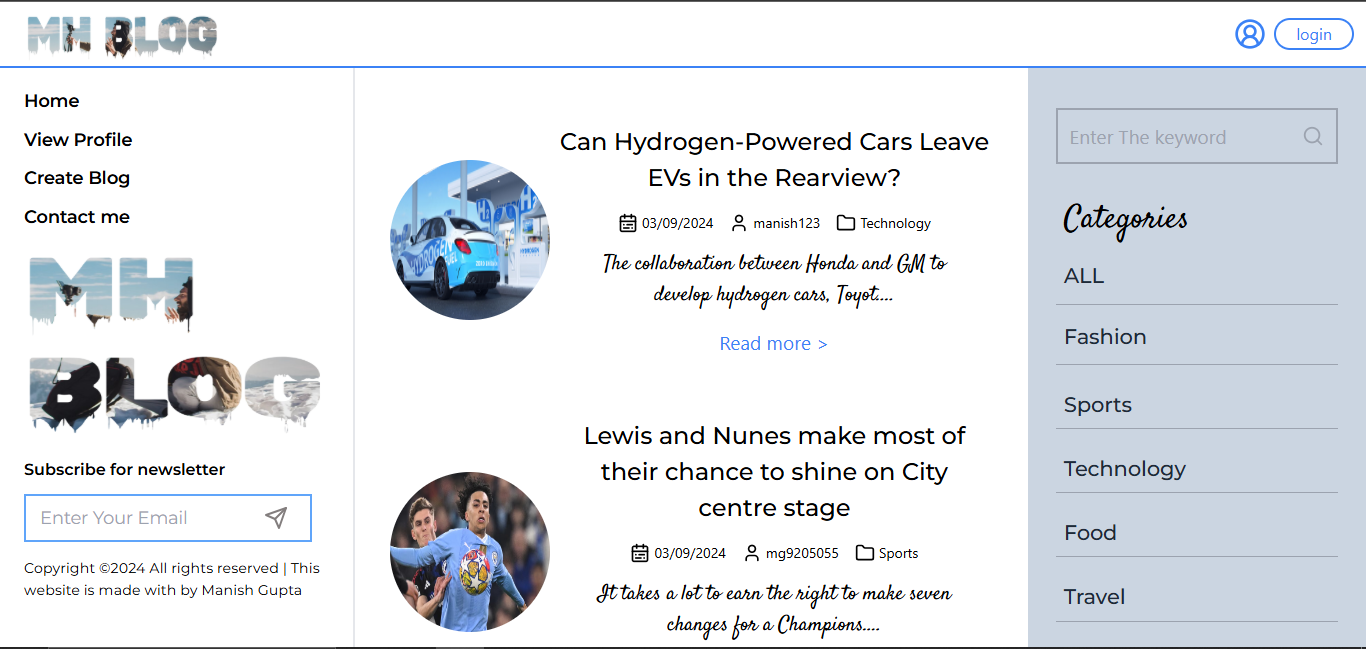 MH BLOG
login
Home
View Profile
Create Blog
Contact me
MH
BLOG
Subscribe for newsletter
Enter Your Email
Copyright ©2024 All rights reserved | This
website is made with by Manish Gupta
Can Hydrogen-Powered Cars Leave
EVs in the Rearview?
03/09/2024 manish123 Technology
The collaboration between Honda and GM to
develop hydrogen cars, Toyot....
Read more >
Lewis and Nunes make most of
their chance to shine on City
centre stage
03/09/2024 mg9205055 Sports
It takes a lot to earn the right to make seven
changes for a Champions....
Enter The keyword
Categories
ALL
Fashion
Sports
Technology
Food
Travel